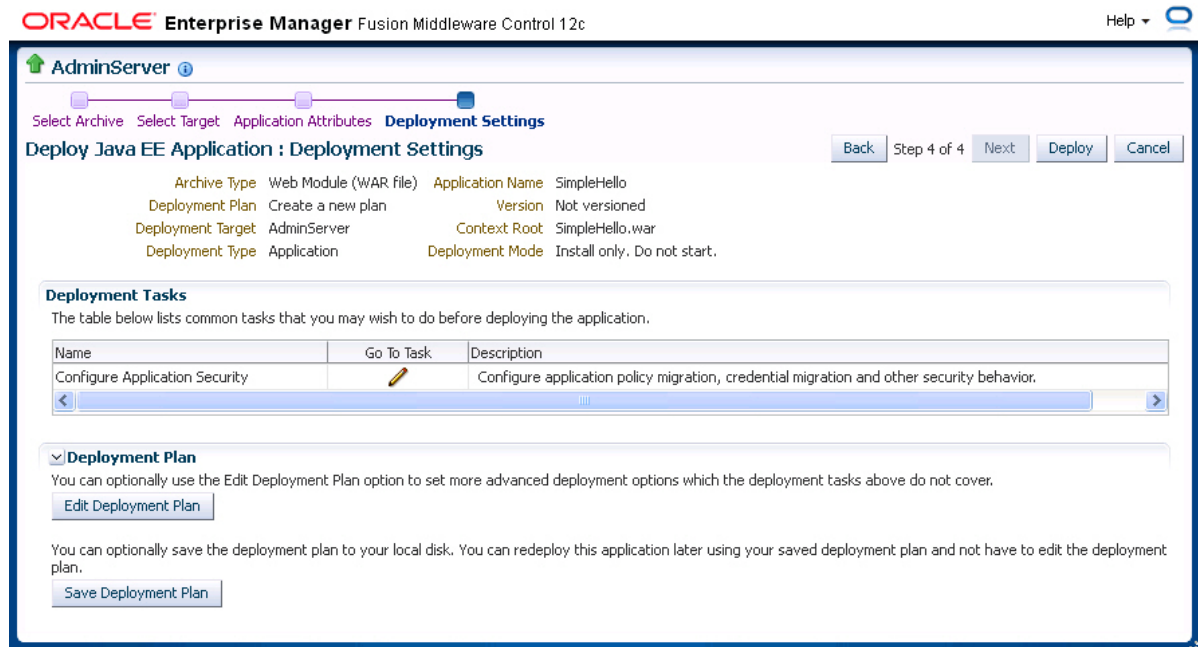 ORACLE Enterprise Manager Fusion Middleware Control 12c
Help
AdminServer
Select Archive Select Target Application Attributes Deployment Settings
Deploy Java EE Application : Deployment Settings
Back Step 4 of 4 Next Deploy Cancel
Archive Type Web Module (WAR file) Application Name SimpleHello
Deployment Plan Create a new plan Version Not versioned
Deployment Target AdminServer Context Root SimpleHello.war
Deployment Type Application Deployment Mode Install only. Do not start.
Deployment Tasks
The table below lists common tasks that you may wish to do before deploying the application.
Name Go To Task Description
Configure Application Security Configure application policy migration, credential migration and other security behavior.
Deployment Plan
You can optionally use the Edit Deployment Plan option to set more advanced deployment options which the deployment tasks above do not cover.
Edit Deployment Plan
You can optionally save the deployment plan to your local disk. You can redeploy this application later using your saved deployment plan and not have to edit the deployment
plan.
Save Deployment Plan